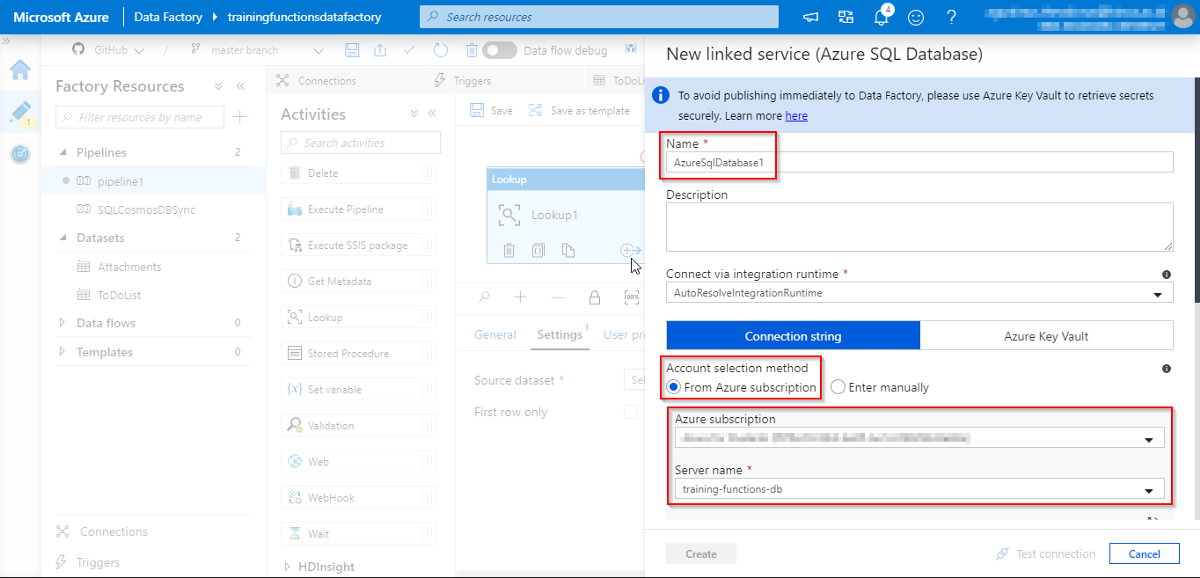 Microsoft Azure Data Factory trainingfunctionsdatafactory Search resources 4 ?
GitHub master branch Data flow debug
Factory Resources
Filter resources by name
1
Pipelines 2
pipeline1
SQLCosmosDBSync
Datasets 2
Attachments
ToDoList
Data flows 0
Templates 0
Connections
Triggers
Connections Triggers ToDoL
Activities
Search activities
Delete
Execute Pipeline
Execute SSIS package
Get Metadata
Lookup
Stored Procedure
Set variable
Validation
Web
WebHook
Wait
HDInsight
Save Save as template
Lookup
Lookup1
100%
General Settings 1 User pr
Source dataset * Sel
First row only
New linked service (Azure SQL Database)
To avoid publishing immediately to Data Factory, please use Azure Key Vault to retrieve secrets
securely. Learn more here
Name *
AzureSqlDatabase1
Description
Connect via integration runtime *
AutoResolveIntegrationRuntime
Connection string Azure Key Vault
Account selection method
From Azure subscription Enter manually
Azure subscription
Server name *
training-functions-db
Create Test connection Cancel